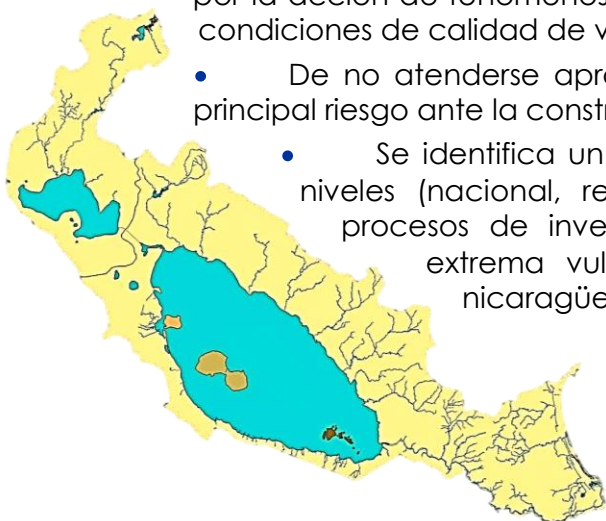 condiciones de calidad de v
• De no atenderse apr
principal riesgo ante la constr
• Se identifica un
niveles (nacional, re
procesos de inve
extrema vul
nicaragüe